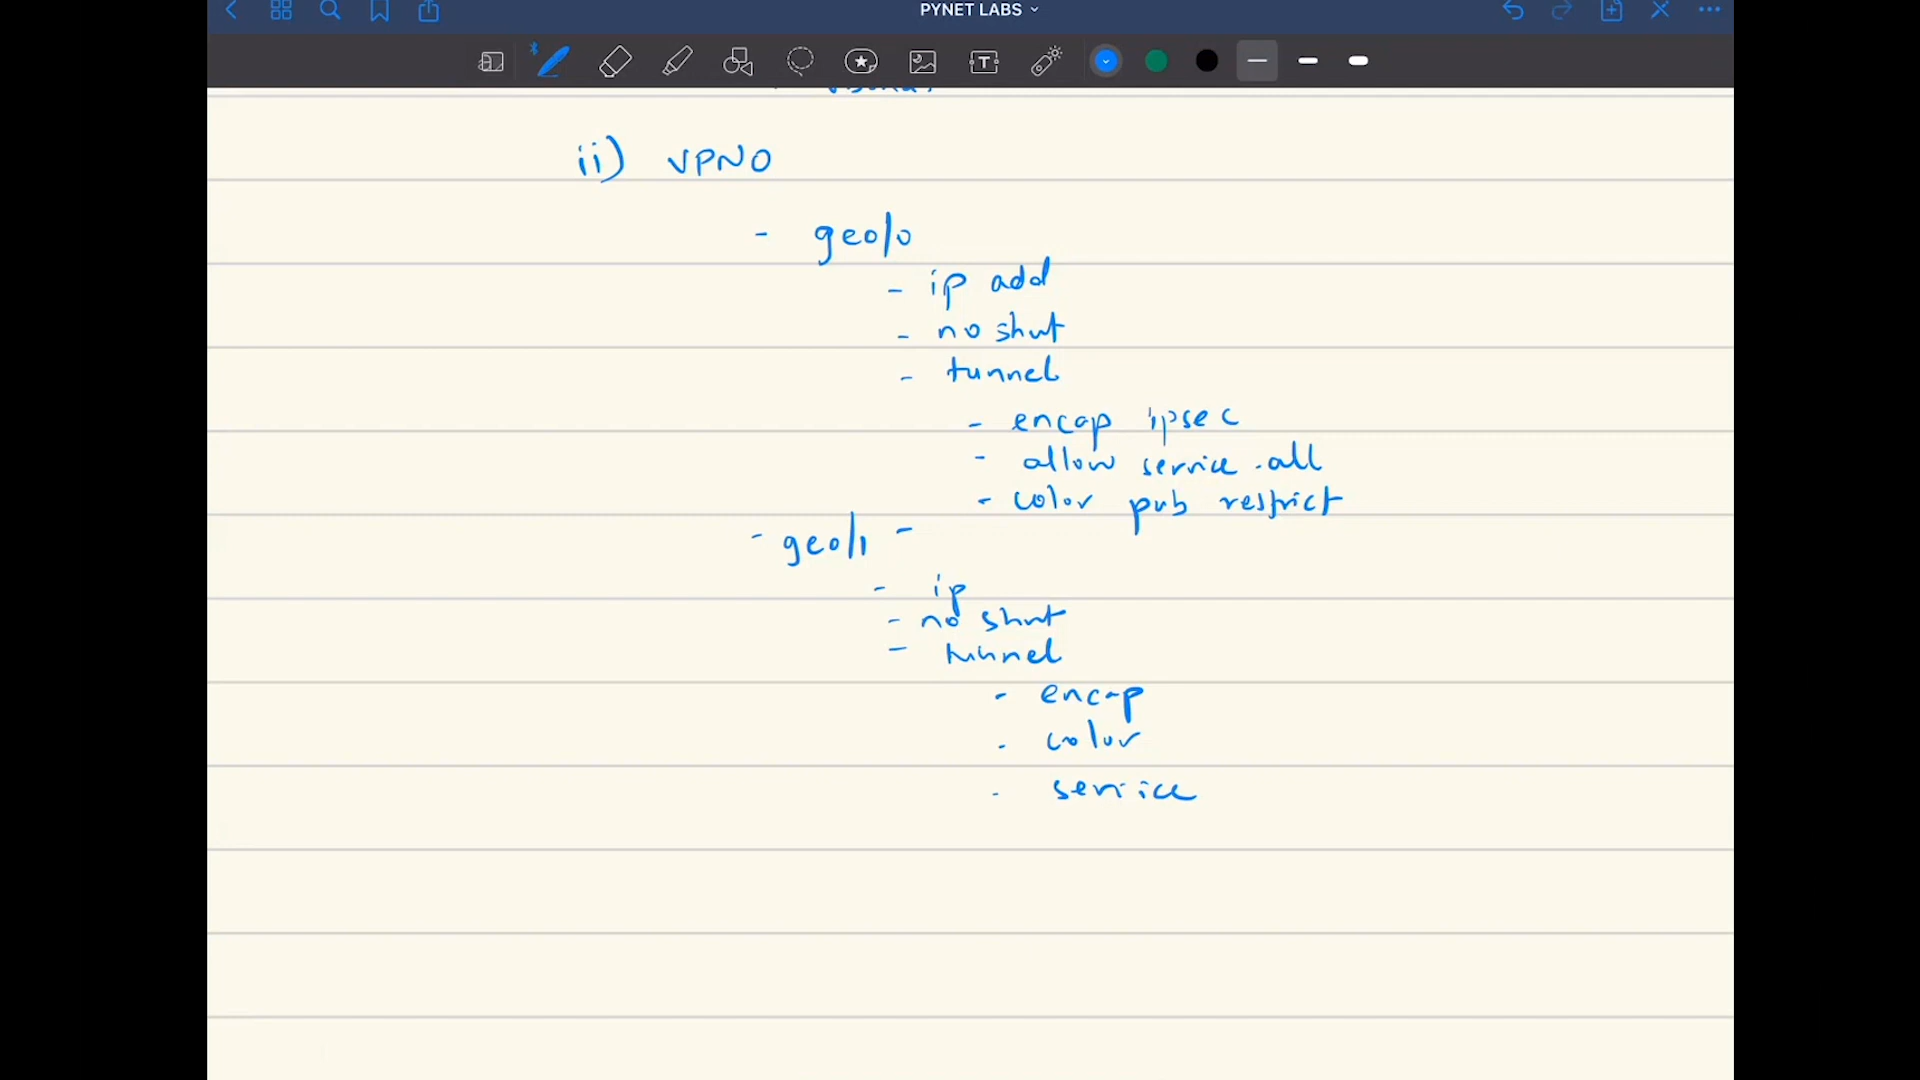 PYNET LABS
ii) VPN0
- ge0/0
- ip add
- no shut
- tunnel
- encap ipsec
- allow service all
- color pub restrict
- ge0/1 -
- ip
- no shut
- tunnel
- encap
- color
- service